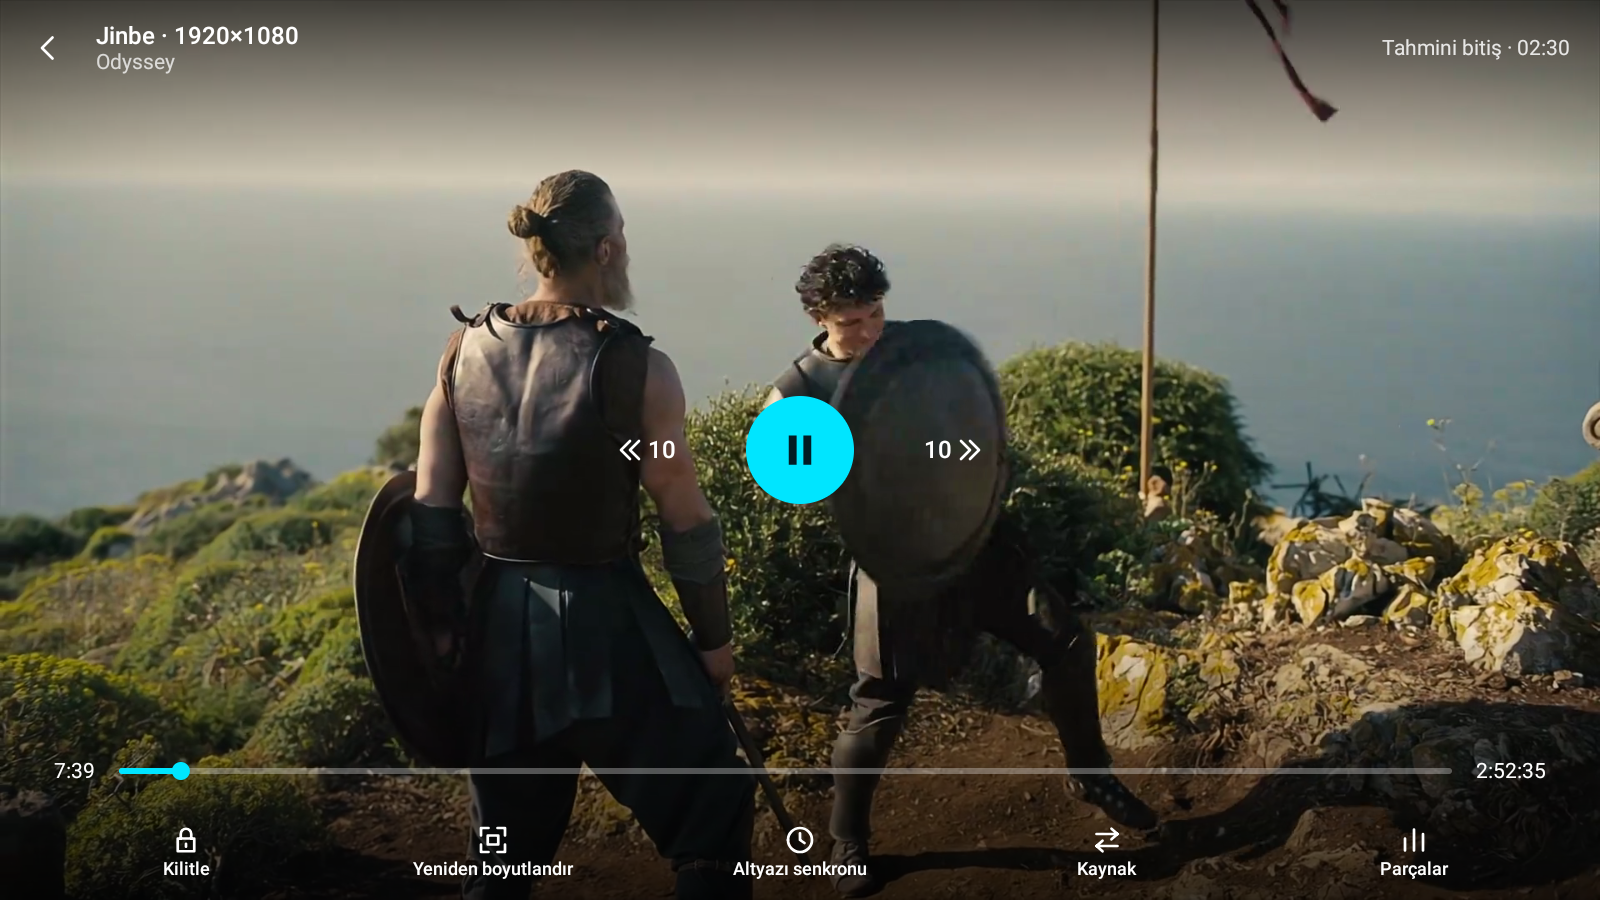 Jinbe · 1920×1080
Odyssey
Tahmini bitiş · 02:30
10
10
7:39
2:52:35
Kilitle
Yeniden boyutlandır
Altyazı senkronu
Kaynak
Parçalar